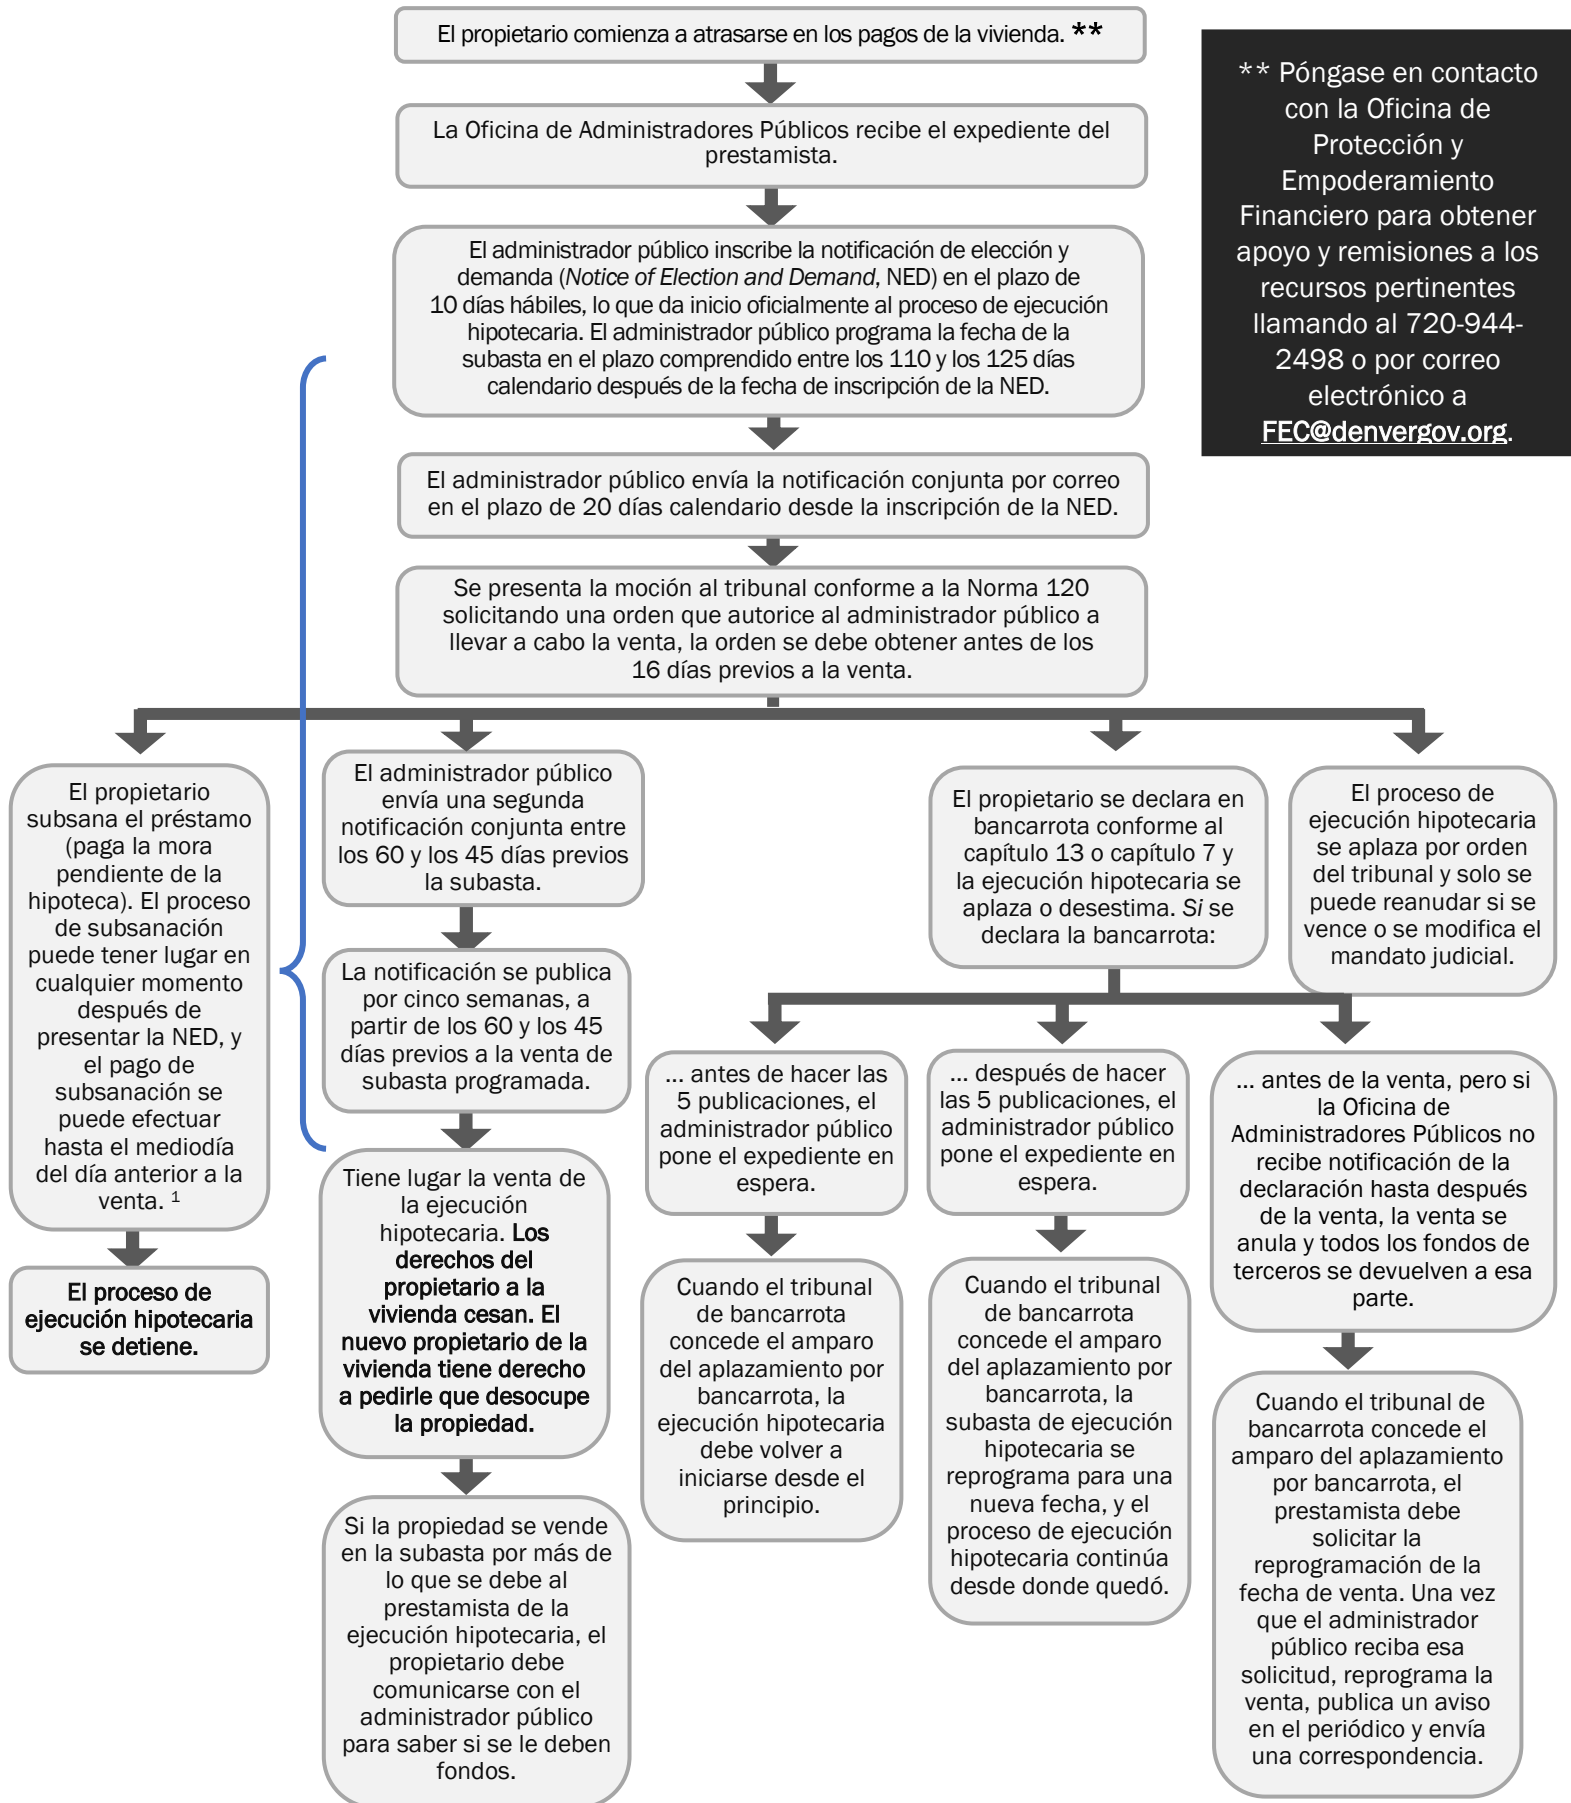 El propietario comienza a atrasarse en los pagos de la vivienda. **
** Póngase en contacto
con la Oficina de
Protección y
Empoderamiento
Financiero para obtener
apoyo y remisiones a los
recursos pertinentes
llamando al 720-944-
2498 o por correo
electrónico a
FEC@denvergov.org.
La Oficina de Administradores Públicos recibe el expediente del
prestamista.
El administrador público inscribe la notificación de elección y
demanda (Notice of Election and Demand, NED) en el plazo de
10 días hábiles, lo que da inicio oficialmente al proceso de ejecución
hipotecaria. El administrador público programa la fecha de la
subasta en el plazo comprendido entre los 110 y los 125 días
calendario después de la fecha de inscripción de la NED.
El administrador público envía la notificación conjunta por correo
en el plazo de 20 días calendario desde la inscripción de la NED.
Se presenta la moción al tribunal conforme a la Norma 120
solicitando una orden que autorice al administrador público a
llevar a cabo la venta, la orden se debe obtener antes de los
16 días previos a la venta.
El propietario
subsana el préstamo
(paga la mora
pendiente de la
hipoteca). El proceso
de subsanación
puede tener lugar en
cualquier momento
después de
presentar la NED, y
el pago de
subsanación se
puede efectuar
hasta el mediodía
del día anterior a la
venta. 1
El proceso de
ejecución hipotecaria
se detiene.
El administrador público
envía una segunda
notificación conjunta entre
los 60 y los 45 días previos
la subasta.
La notificación se publica
por cinco semanas, a
partir de los 60 y los 45
días previos a la venta de
subasta programada.
Tiene lugar la venta de
la ejecución
hipotecaria. Los
derechos del
propietario a la
vivienda cesan. El
nuevo propietario de la
vivienda tiene derecho
a pedirle que desocupe
la propiedad.
Si la propiedad se vende
en la subasta por más de
lo que se debe al
prestamista de la
ejecución hipotecaria, el
propietario debe
comunicarse con el
administrador público
para saber si se le deben
fondos.
El propietario se declara en
bancarrota conforme al
capítulo 13 o capítulo 7 y
la ejecución hipotecaria se
aplaza o desestima. Si se
declara la bancarrota:
... antes de hacer las
5 publicaciones, el
administrador público
pone el expediente en
espera.
Cuando el tribunal
de bancarrota
concede el amparo
del aplazamiento por
bancarrota, la
ejecución hipotecaria
debe volver a
iniciarse desde el
principio.
... después de hacer
las 5 publicaciones, el
administrador público
pone el expediente en
espera.
Cuando el tribunal
de bancarrota
concede el amparo
del aplazamiento por
bancarrota, la
subasta de ejecución
hipotecaria se
reprograma para una
nueva fecha, y el
proceso de ejecución
hipotecaria continúa
desde donde quedó.
... antes de la venta, pero si
la Oficina de
Administradores Públicos no
recibe notificación de la
declaración hasta después
de la venta, la venta se
anula y todos los fondos de
terceros se devuelven a esa
parte.
Cuando el tribunal de
bancarrota concede el
amparo del aplazamiento
por bancarrota, el
prestamista debe
solicitar la
reprogramación de la
fecha de venta. Una vez
que el administrador
público reciba esa
solicitud, reprograma la
venta, publica un aviso
en el periódico y envía
una correspondencia.
El proceso de
ejecución hipotecaria
se aplaza por orden
del tribunal y solo se
puede reanudar si se
vence o se modifica el
mandato judicial.